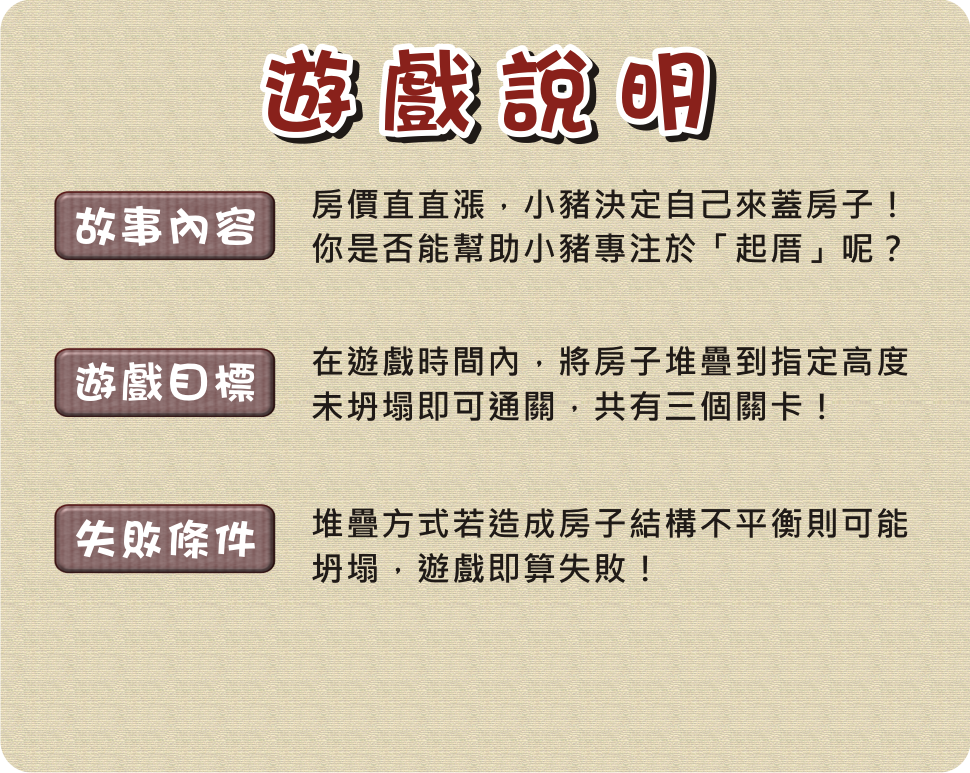 遊戲說明
故事內容
房價直直漲，小豬決定自己來蓋房子！
你是否能幫助小豬專注於「起厝」呢？
遊戲目標
在遊戲時間內，將房子堆疊到指定高度
未坍塌即可通關，共有三個關卡！
失敗條件
堆疊方式若造成房子結構不平衡則可能
坍塌，遊戲即算失敗！